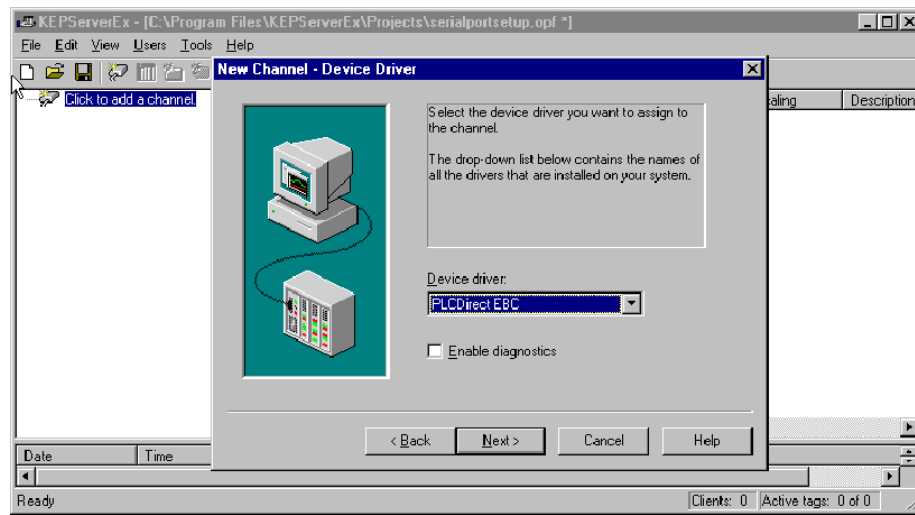 KEPServerEx - [C:\Program Files\KEPServerEx\Projects\serialportsetup.opf *]
File Edit View Users Tools Help
New Channel - Device Driver
Click to add a channel.
aling Description
Select the device driver you want to assign to
the channel.
The drop-down list below contains the names of
all the drivers that are installed on your system.
Device driver:
PLCDirect EBC
Enable diagnostics
< Back Next > Cancel Help
Date Time
Ready Clients: 0 Active tags: 0 of 0